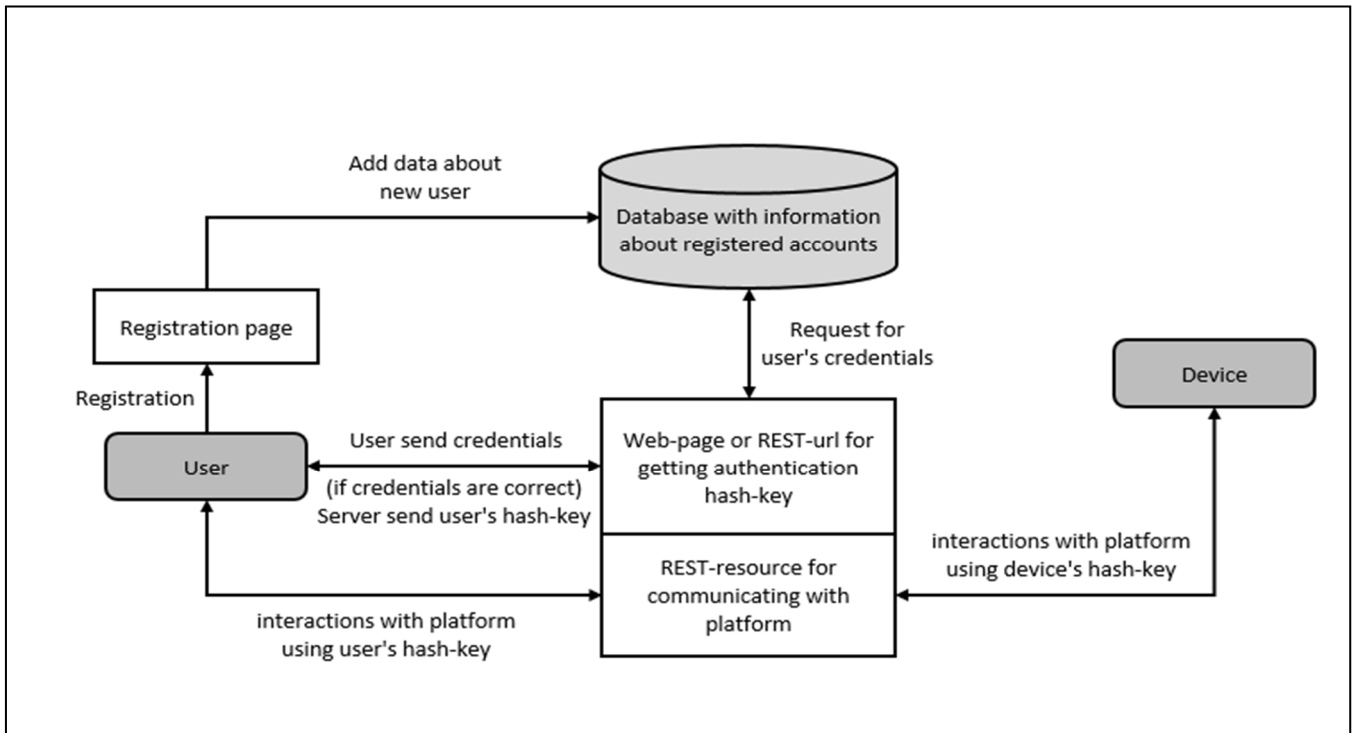 Add data about
new user
Database with information
about registered accounts
Registration page
Request for
user's credentials
Device
Registration
User
User send credentials
(if credentials are correct)
Server send user's hash-key
Web-page or REST-url for
getting authentication
hash-key
interactions with platform
using device's hash-key
REST-resource for
communicating with
platform
interactions with platform
using user's hash-key